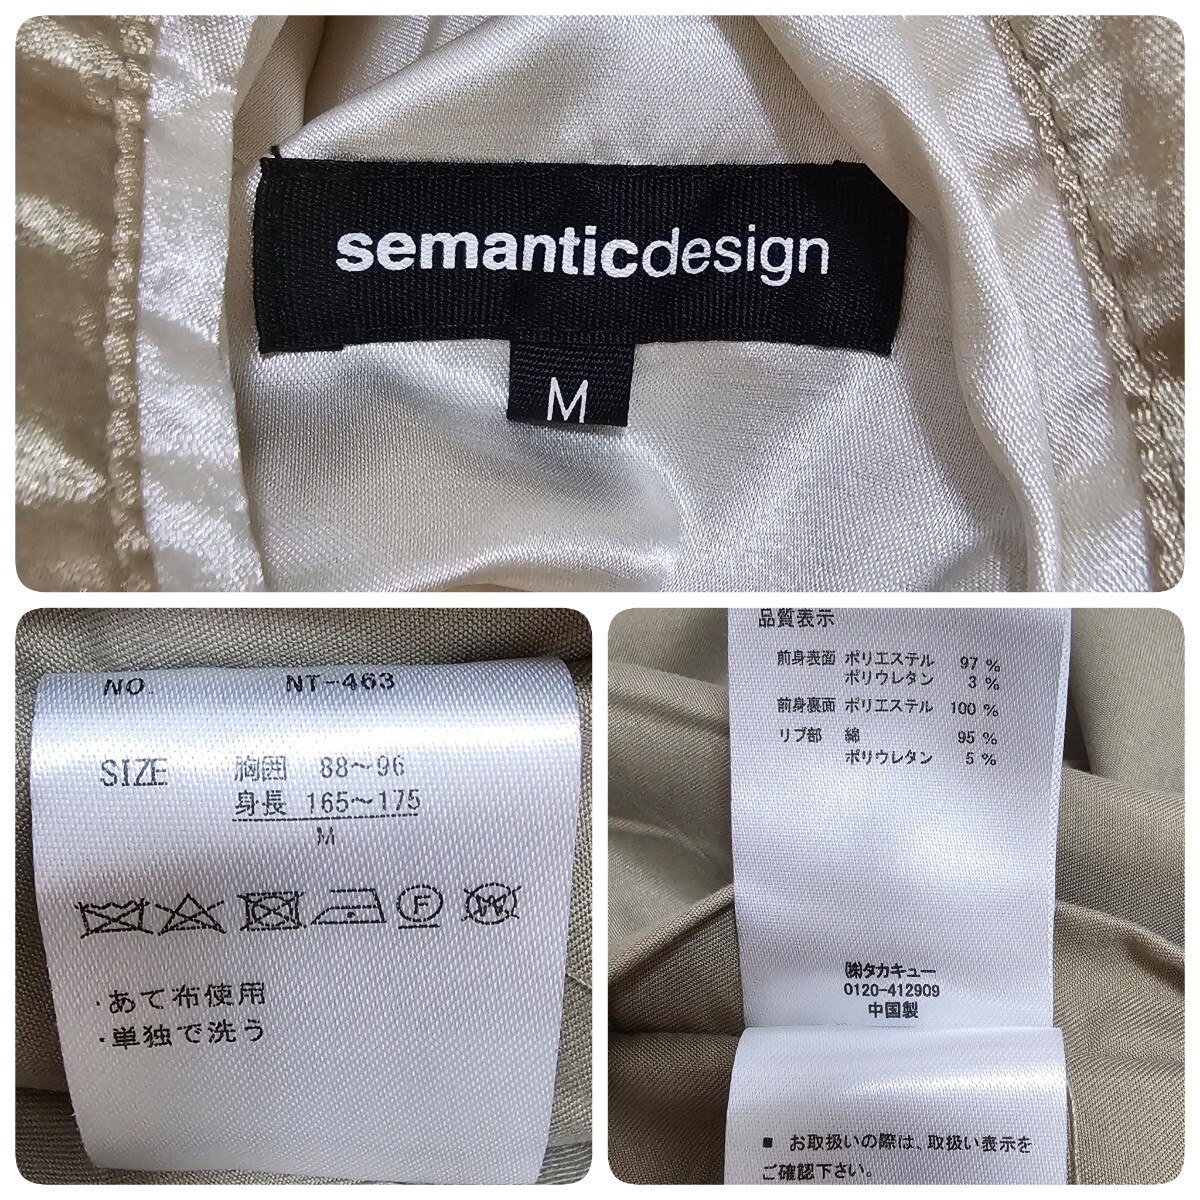 semanticdesign
M
NO. NT-463
SIZE 胸囲 88～96
身長 165～175
M
F
W
・あて布使用
・単独で洗う
品質表示
前身表面 ポリエステル 97 %
ポリウレタン 3 %
前身裏面 ポリエステル 100 %
リブ部 綿 95 %
ポリウレタン 5 %
㈱タカキュー
0120-412909
中国製
■ お取扱いの際は、取扱い表示を
ご確認下さい。